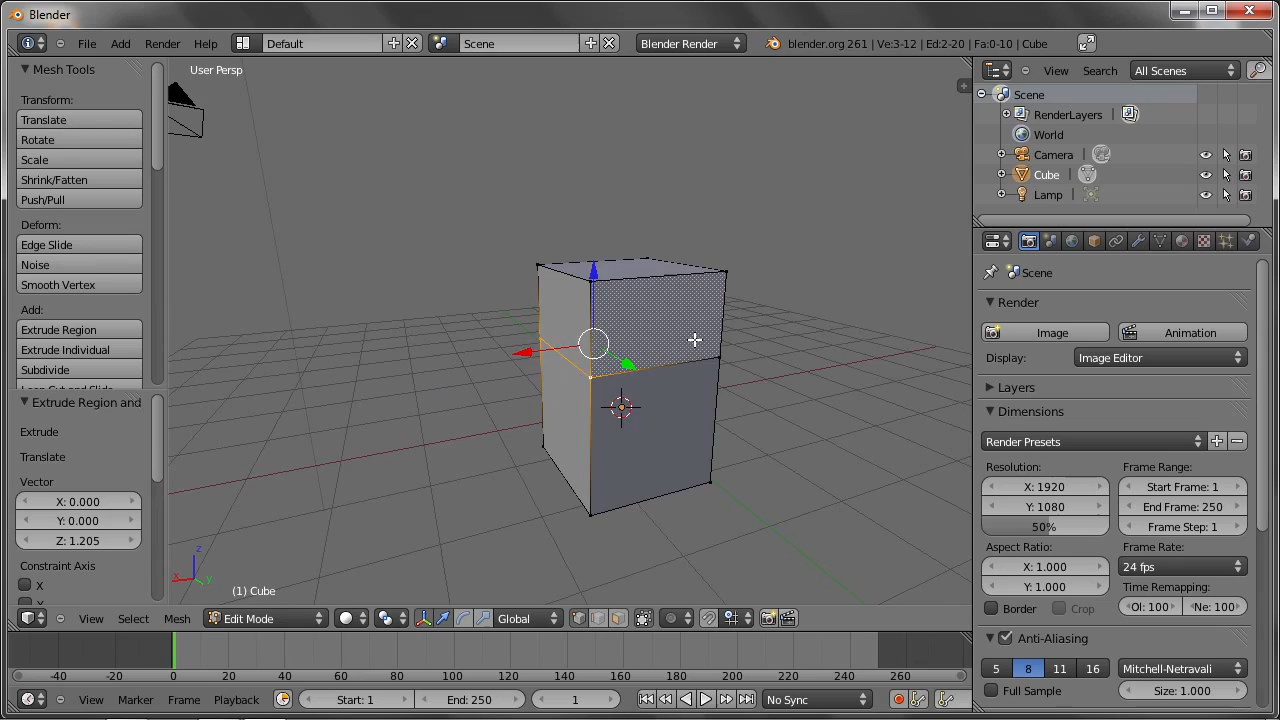 Blender
File Add Render Help Default Scene Blender Render blender.org 261 | Ve:3-12 | Ed:2-20 | Fa:0-10 | Cube
Mesh Tools
Transform:
Translate
Rotate
Scale
Shrink/Fatten
Push/Pull
Deform:
Edge Slide
Noise
Smooth Vertex
Add:
Extrude Region
Extrude Individual
Subdivide
Loop Cut and Slide
Extrude Region and
Extrude
Translate
Vector
X: 0.000
Y: 0.000
Z: 1.205
Constraint Axis
X
User Persp
z
x
y
(1) Cube
View Select Mesh Edit Mode Global
-40 -20 0 20 40 60 80 100 120 140 160 180 200 220 240 260
View Marker Frame Playback Start: 1 End: 250 1 No Sync
View Search All Scenes
Scene
RenderLayers |
World
Camera |
Cube |
Lamp |
Scene
Render
Image Animation
Display: Image Editor
Layers
Dimensions
Render Presets
Resolution: Frame Range:
X: 1920 Start Frame: 1
Y: 1080 End Frame: 250
50% Frame Step: 1
Aspect Ratio: Frame Rate:
X: 1.000 24 fps
Y: 1.000 Time Remapping:
Border Crop Ol: 100 Ne: 100
Anti-Aliasing
5 8 11 16 Mitchell-Netravali
Full Sample Size: 1.000